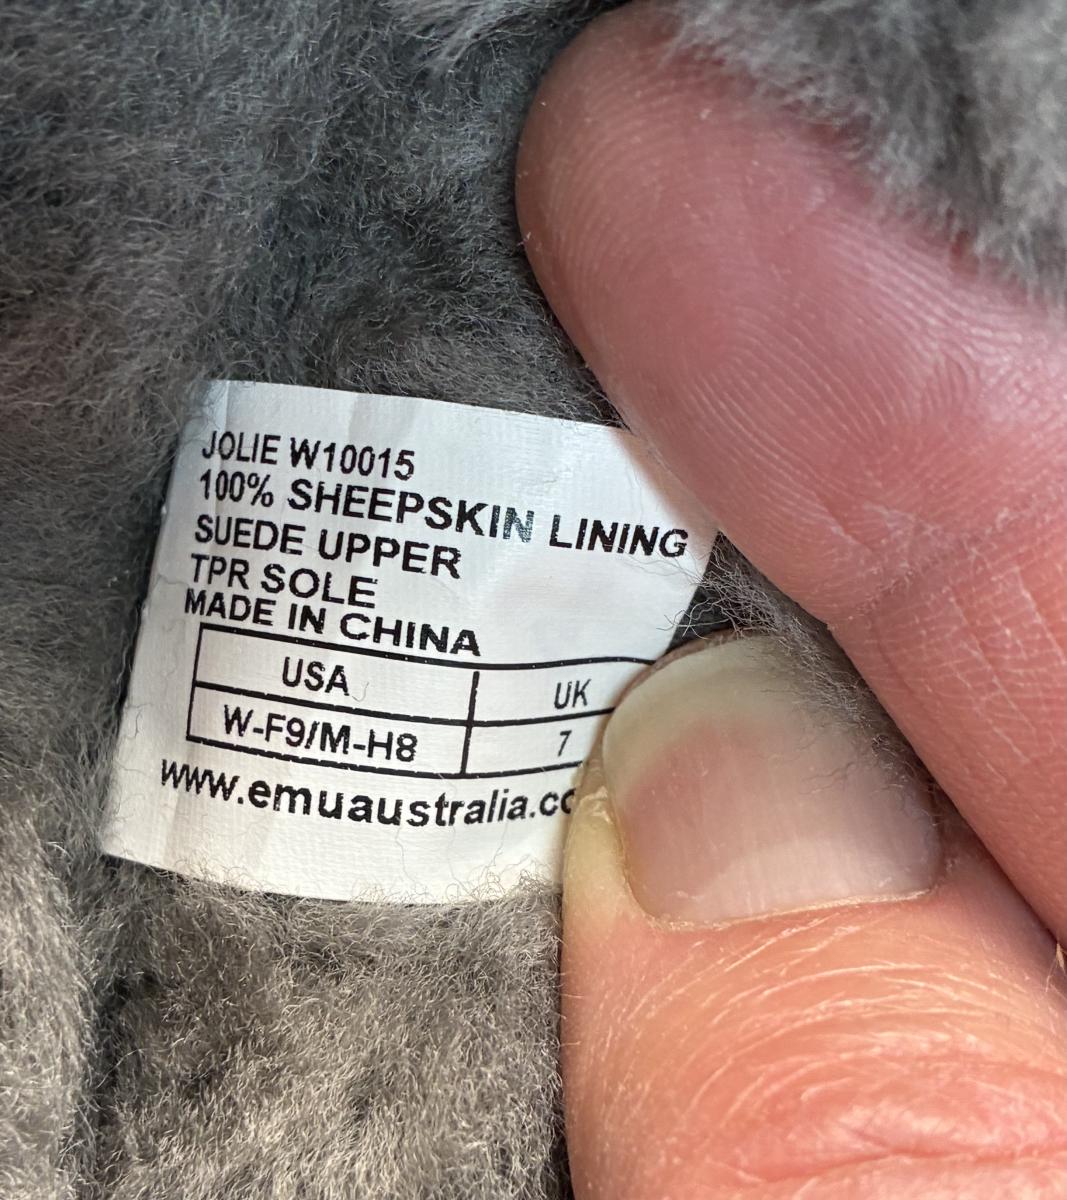 JOLIE W10015
100% SHEEPSKIN LINING
SUEDE UPPER
TPR SOLE
MADE IN CHINA
USA UK
W-F9/M-H8 7
www.emuaustralia.co